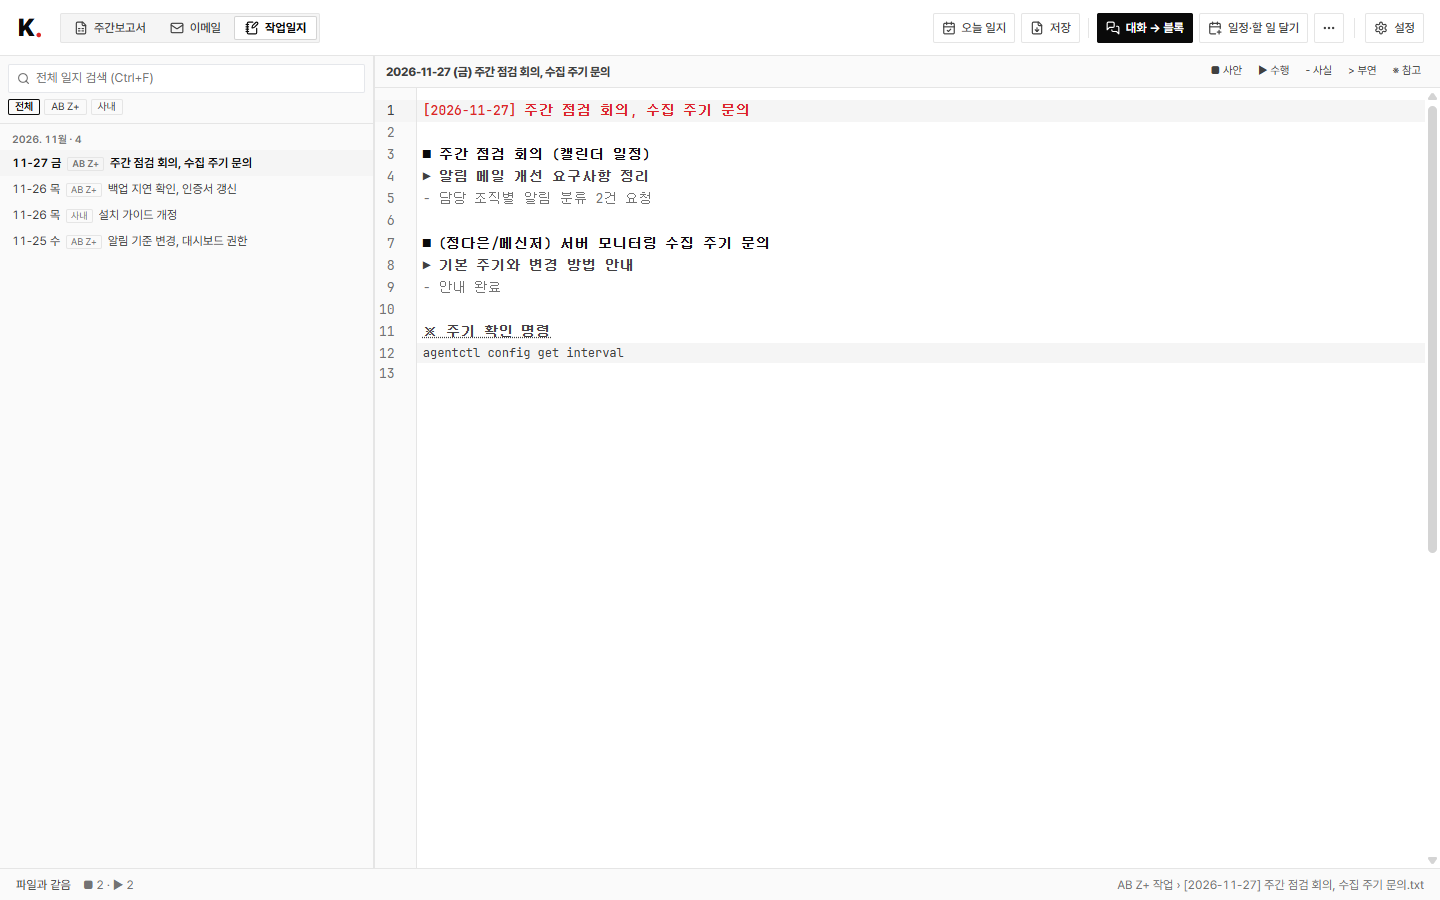 K.
주간보고서
이메일
작업일지
오늘 일지
저장
대화 → 블록
일정·할 일 달기
···
설정
전체 일지 검색 (Ctrl+F)
전체 AB Z+ 사내
2026. 11월 · 4
11-27 금 AB Z+ 주간 점검 회의, 수집 주기 문의
11-26 목 AB Z+ 백업 지연 확인, 인증서 갱신
11-26 목 사내 설치 가이드 개정
11-25 수 AB Z+ 알림 기준 변경, 대시보드 권한
2026-11-27 (금) 주간 점검 회의, 수집 주기 문의
■ 사안 ▶ 수행 - 사실 > 부연 ※ 참고
1 [2026-11-27] 주간 점검 회의, 수집 주기 문의
2
3 ■ 주간 점검 회의 (캘린더 일정)
4 ▶ 알림 메일 개선 요구사항 정리
5 - 담당 조직별 알림 분류 2건 요청
6
7 ■ (정다은/메신저) 서버 모니터링 수집 주기 문의
8 ▶ 기본 주기와 변경 방법 안내
9 - 안내 완료
10
11 ※ 주기 확인 명령
12 agentctl config get interval
13
파일과 같음 ■ 2 · ▶ 2
AB Z+ 작업 › [2026-11-27] 주간 점검 회의, 수집 주기 문의.txt